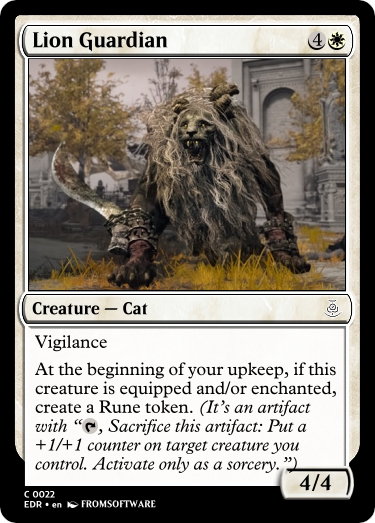 Lion Guardian 4
Creature — Cat
Vigilance
At the beginning of your upkeep, if this
creature is equipped and/or enchanted,
create a Rune token. (It's an artifact
with “, Sacrifice this artifact: Put a
+1/+1 counter on target creature you
control. Activate only as a sorcery.”)
4/4
C 0022
EDR • en FROMSOFTWARE